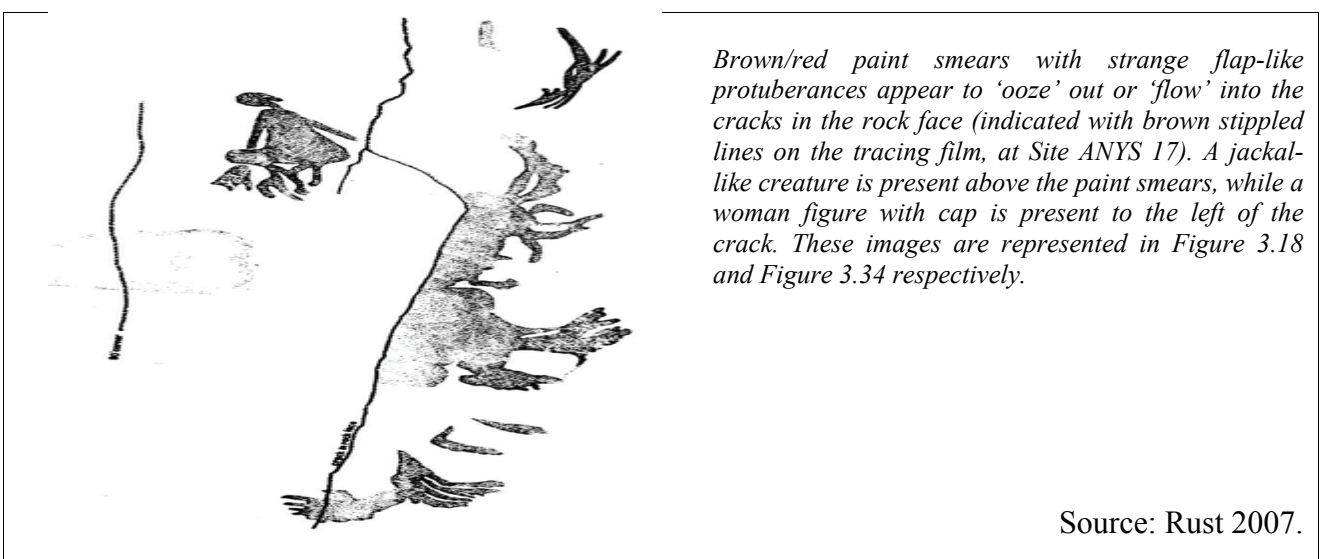 Brown/red paint smears with strange flap-like
protuberances appear to ‘ooze’ out or ‘flow’ into the
cracks in the rock face (indicated with brown stippled
lines on the tracing film, at Site ANYS 17). A jackal-
like creature is present above the paint smears, while a
woman figure with cap is present to the left of the
crack. These images are represented in Figure 3.18
and Figure 3.34 respectively.
Source: Rust 2007.